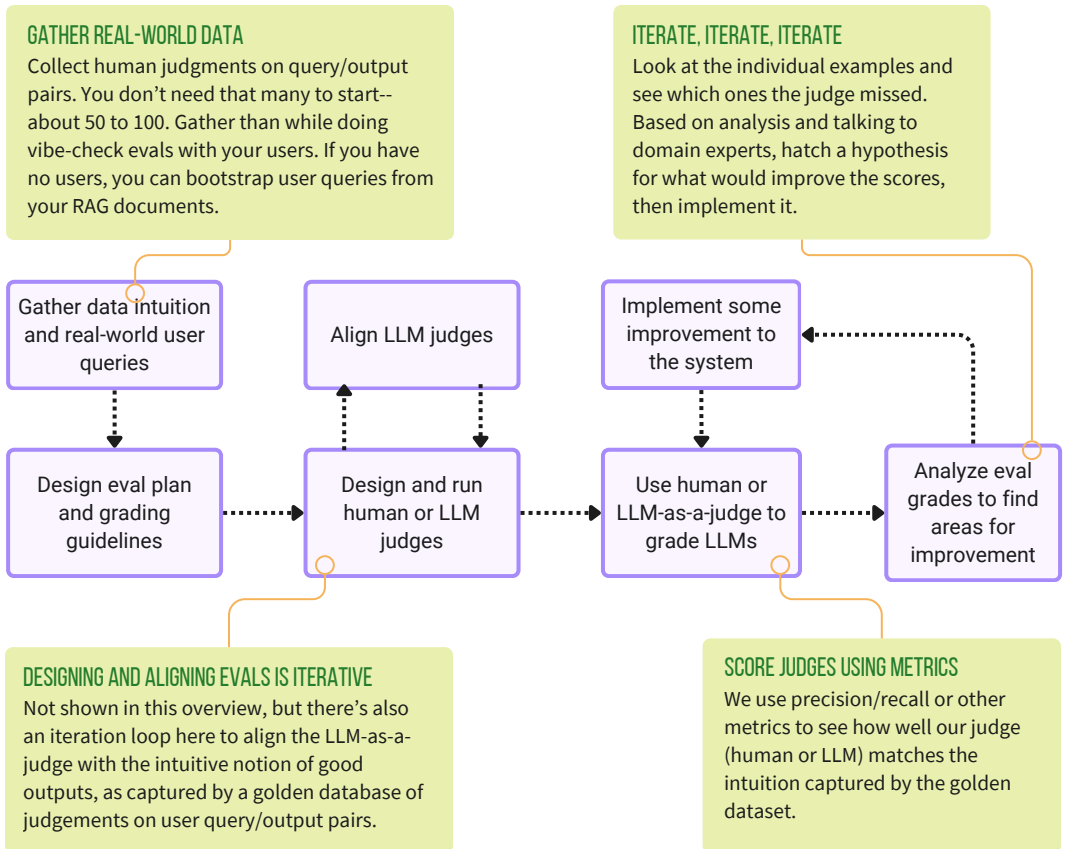 GATHER REAL-WORLD DATA
Collect human judgments on query/output
pairs. You don’t need that many to start--
about 50 to 100. Gather than while doing
vibe-check evals with your users. If you have
no users, you can bootstrap user queries from
your RAG documents.
ITERATE, ITERATE, ITERATE
Look at the individual examples and
see which ones the judge missed.
Based on analysis and talking to
domain experts, hatch a hypothesis
for what would improve the scores,
then implement it.
Gather data intuition
and real-world user
queries
Align LLM judges
Implement some
improvement to
the system
Design eval plan
and grading
guidelines
Design and run
human or LLM
judges
Use human or
LLM-as-a-judge to
grade LLMs
Analyze eval
grades to find
areas for
improvement
DESIGNING AND ALIGNING EVALS IS ITERATIVE
Not shown in this overview, but there’s also
an iteration loop here to align the LLM-as-a-
judge with the intuitive notion of good
outputs, as captured by a golden database of
judgements on user query/output pairs.
SCORE JUDGES USING METRICS
We use precision/recall or other
metrics to see how well our judge
(human or LLM) matches the
intuition captured by the golden
dataset.